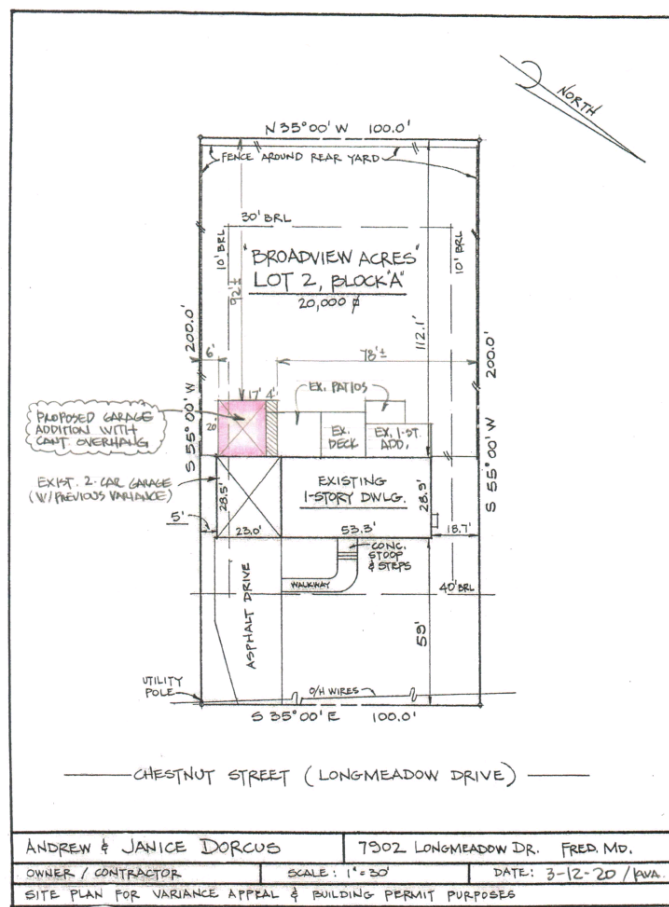 NORTH
N 35°00' W 100.0'
FENCE AROUND REAR YARD
30' BRL
10' BRL
10' BRL
"BROADVIEW ACRES"
LOT 2, BLOCK "A"
20,000
92'±
112.1'
S 55°00' W 200.0'
S 55°00' W 200.0'
6'
78'±
17'
4'
20'
EX. PATIOS
EX.
DECK
EX. 1-ST.
ADD.
PROPOSED GARAGE
ADDITION WITH
CANT. OVERHANG
EXIST. 2-CAR GARAGE
(W/PREVIOUS VARIANCE)
EXISTING
1-STORY DWLG.
28.5'
28.5'
5'
23.0'
53.3'
18.7'
CONC.
STOOP
& STEPS
WALKWAY
40' BRL
ASPHALT DRIVE
59'
UTILITY
POLE
O/H WIRES
S 35°00' E 100.0'
CHESTNUT STREET (LONGMEADOW DRIVE)
ANDREW & JANICE DORCUS
7902 LONGMEADOW DR. FRED. MD.
OWNER / CONTRACTOR
SCALE: 1"=30'
DATE: 3-12-20 /
SITE PLAN FOR VARIANCE APPEAL & BUILDING PERMIT PURPOSES